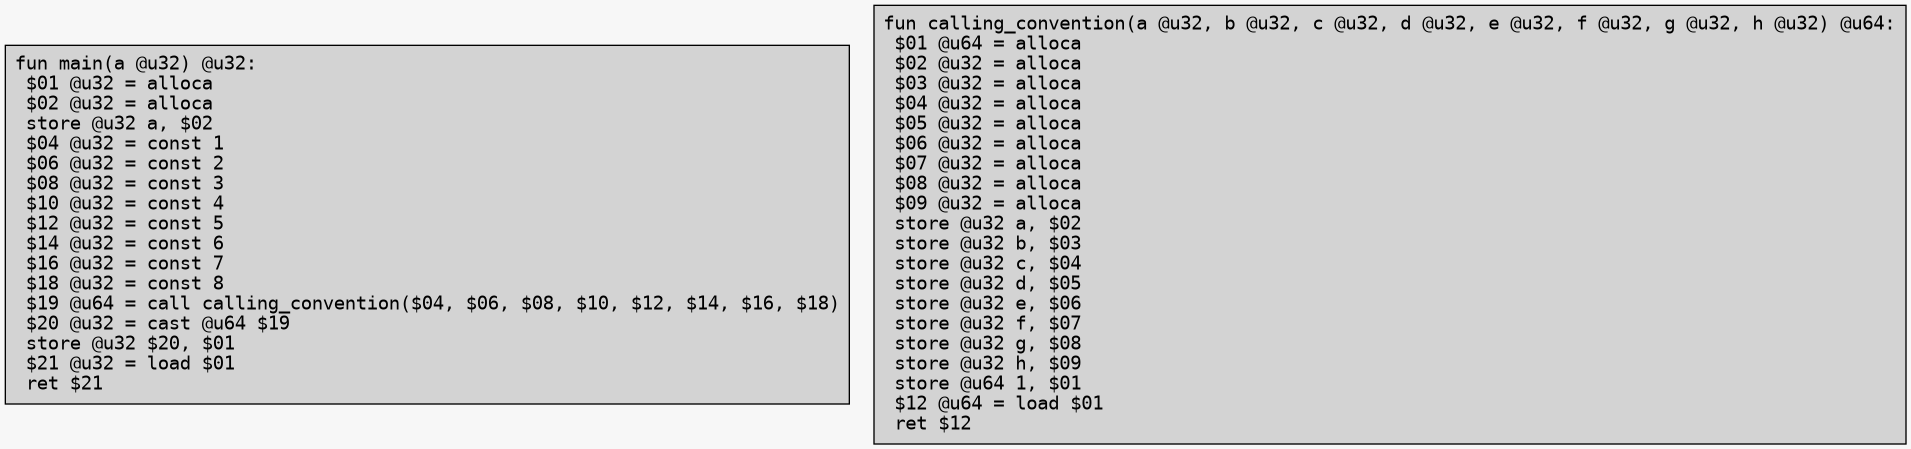 fun main(a @u32) @u32:
$01 @u32 = alloca
$02 @u32 = alloca
store @u32 a, $02
$04 @u32 = const 1
$06 @u32 = const 2
$08 @u32 = const 3
$10 @u32 = const 4
$12 @u32 = const 5
$14 @u32 = const 6
$16 @u32 = const 7
$18 @u32 = const 8
$19 @u64 = call calling_convention($04, $06, $08, $10, $12, $14, $16, $18)
$20 @u32 = cast @u64 $19
store @u32 $20, $01
$21 @u32 = load $01
ret $21
fun calling_convention(a @u32, b @u32, c @u32, d @u32, e @u32, f @u32, g @u32, h @u32) @u64:
$01 @u64 = alloca
$02 @u32 = alloca
$03 @u32 = alloca
$04 @u32 = alloca
$05 @u32 = alloca
$06 @u32 = alloca
$07 @u32 = alloca
$08 @u32 = alloca
$09 @u32 = alloca
store @u32 a, $02
store @u32 b, $03
store @u32 c, $04
store @u32 d, $05
store @u32 e, $06
store @u32 f, $07
store @u32 g, $08
store @u32 h, $09
store @u64 1, $01
$12 @u64 = load $01
ret $12